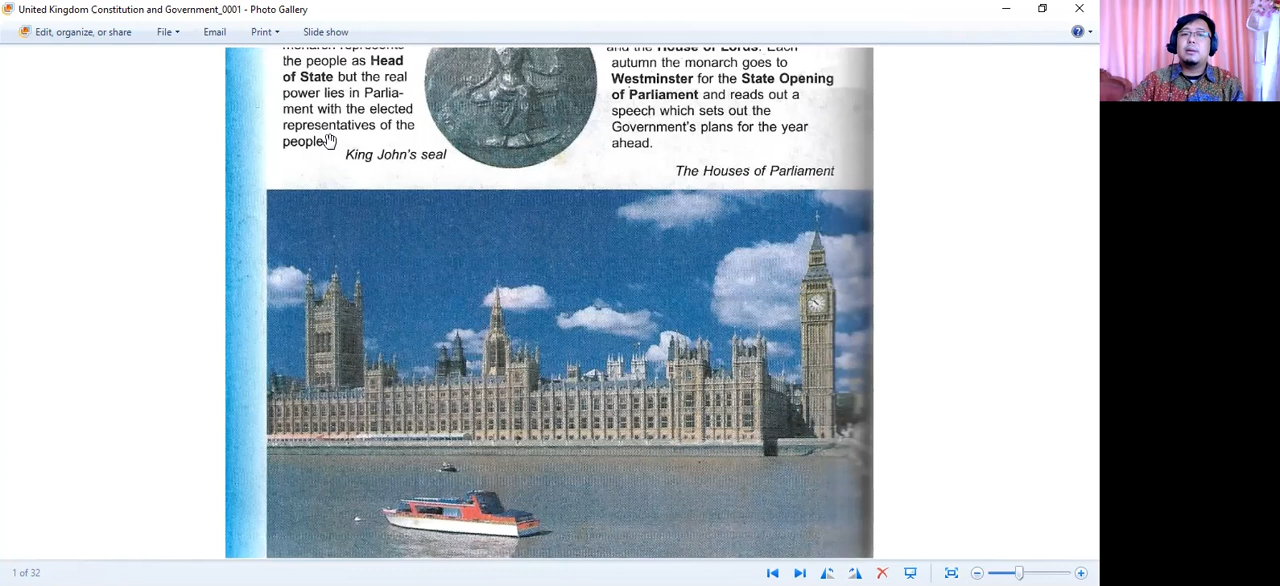 United Kingdom Constitution and Government_0001 - Photo Gallery
Edit, organize, or share File Email Print Slide show
monarch represents
the people as Head
of State but the real
power lies in Parlia-
ment with the elected
representatives of the
people
King John's seal
and the House of Lords. Each
autumn the monarch goes to
Westminster for the State Opening
of Parliament and reads out a
speech which sets out the
Government's plans for the year
ahead.
The Houses of Parliament
1 of 32